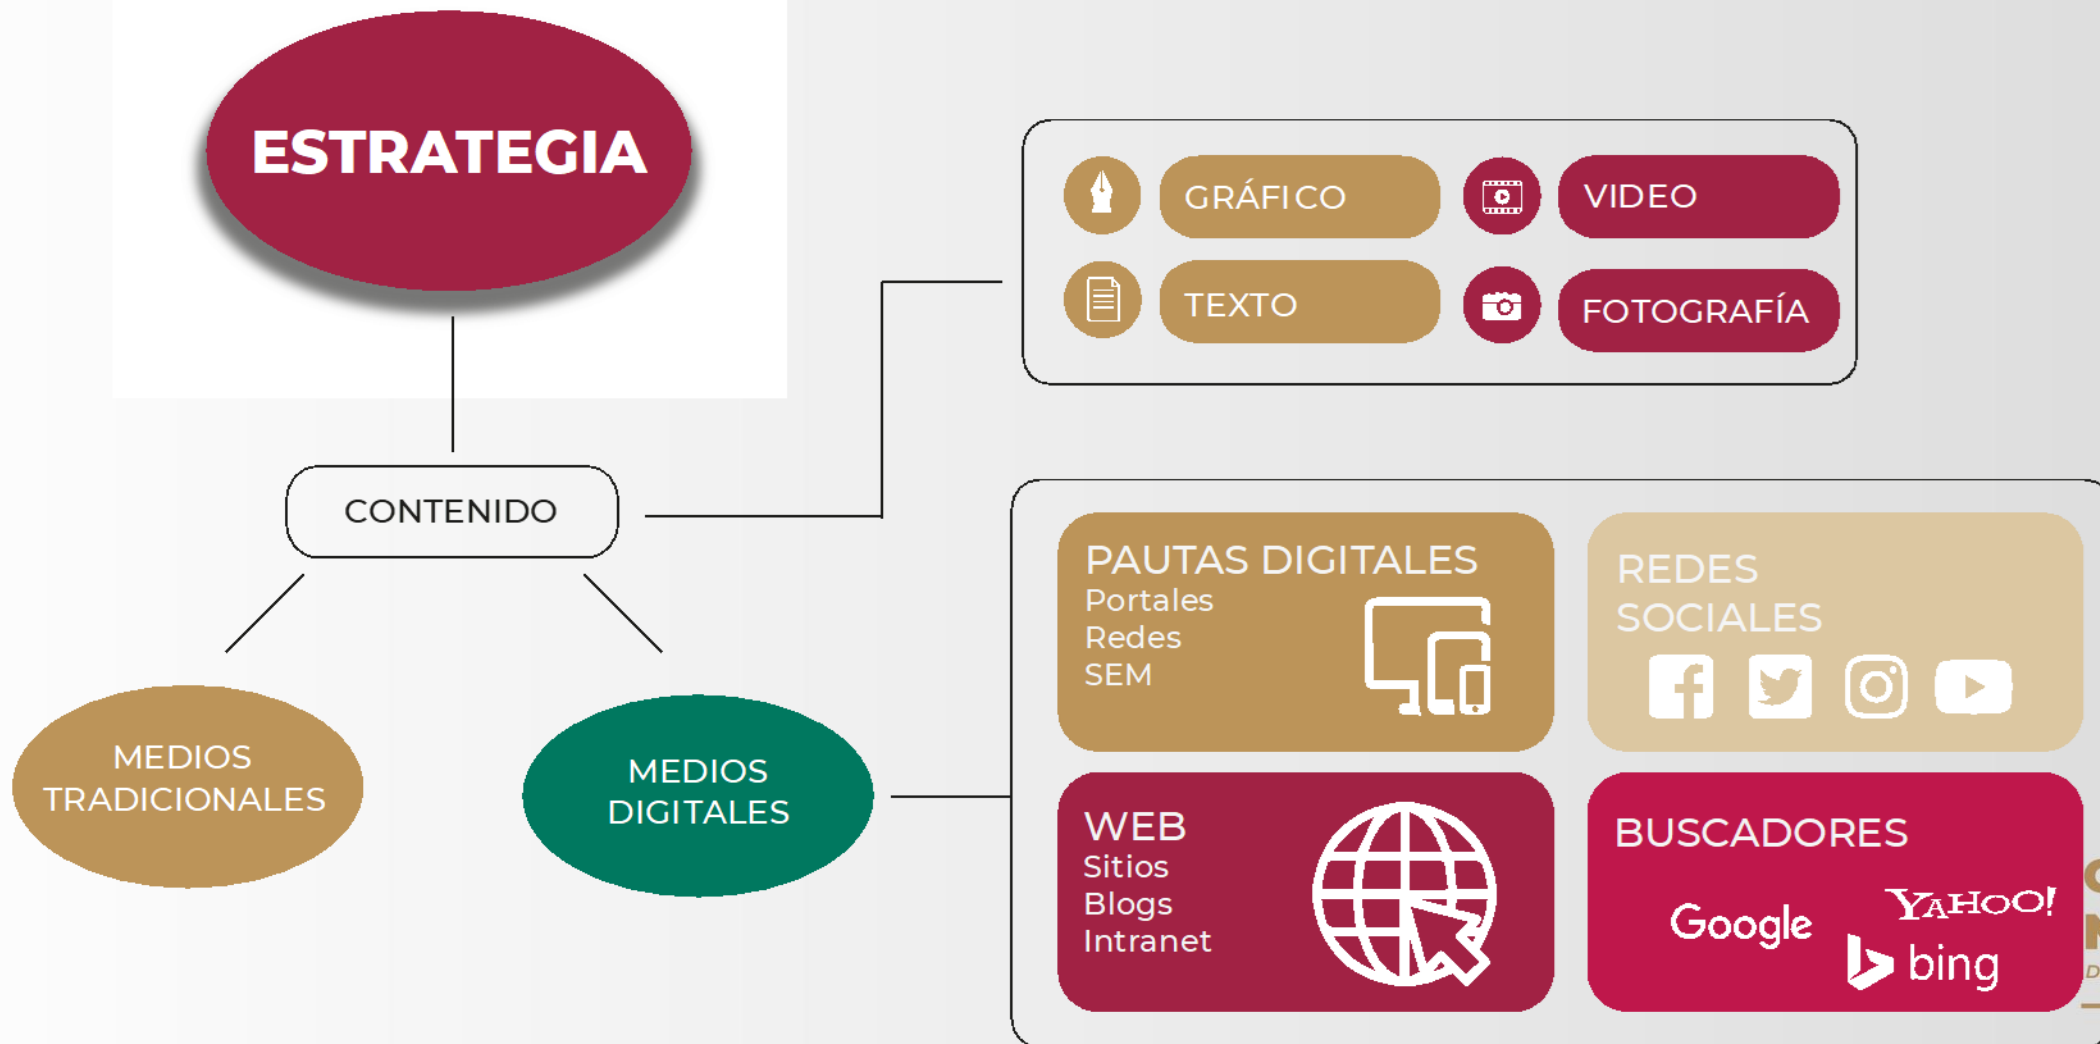 ESTRATEGIA
GRÁFICO
VIDEO
TEXTO
FOTOGRAFÍA
CONTENIDO
MEDIOS
TRADICIONALES
MEDIOS
DIGITALES
PAUTAS DIGITALES
Portales
Redes
SEM
REDES
SOCIALES
WEB
Sitios
Blogs
Intranet
BUSCADORES
Google
YAHOO!
bing